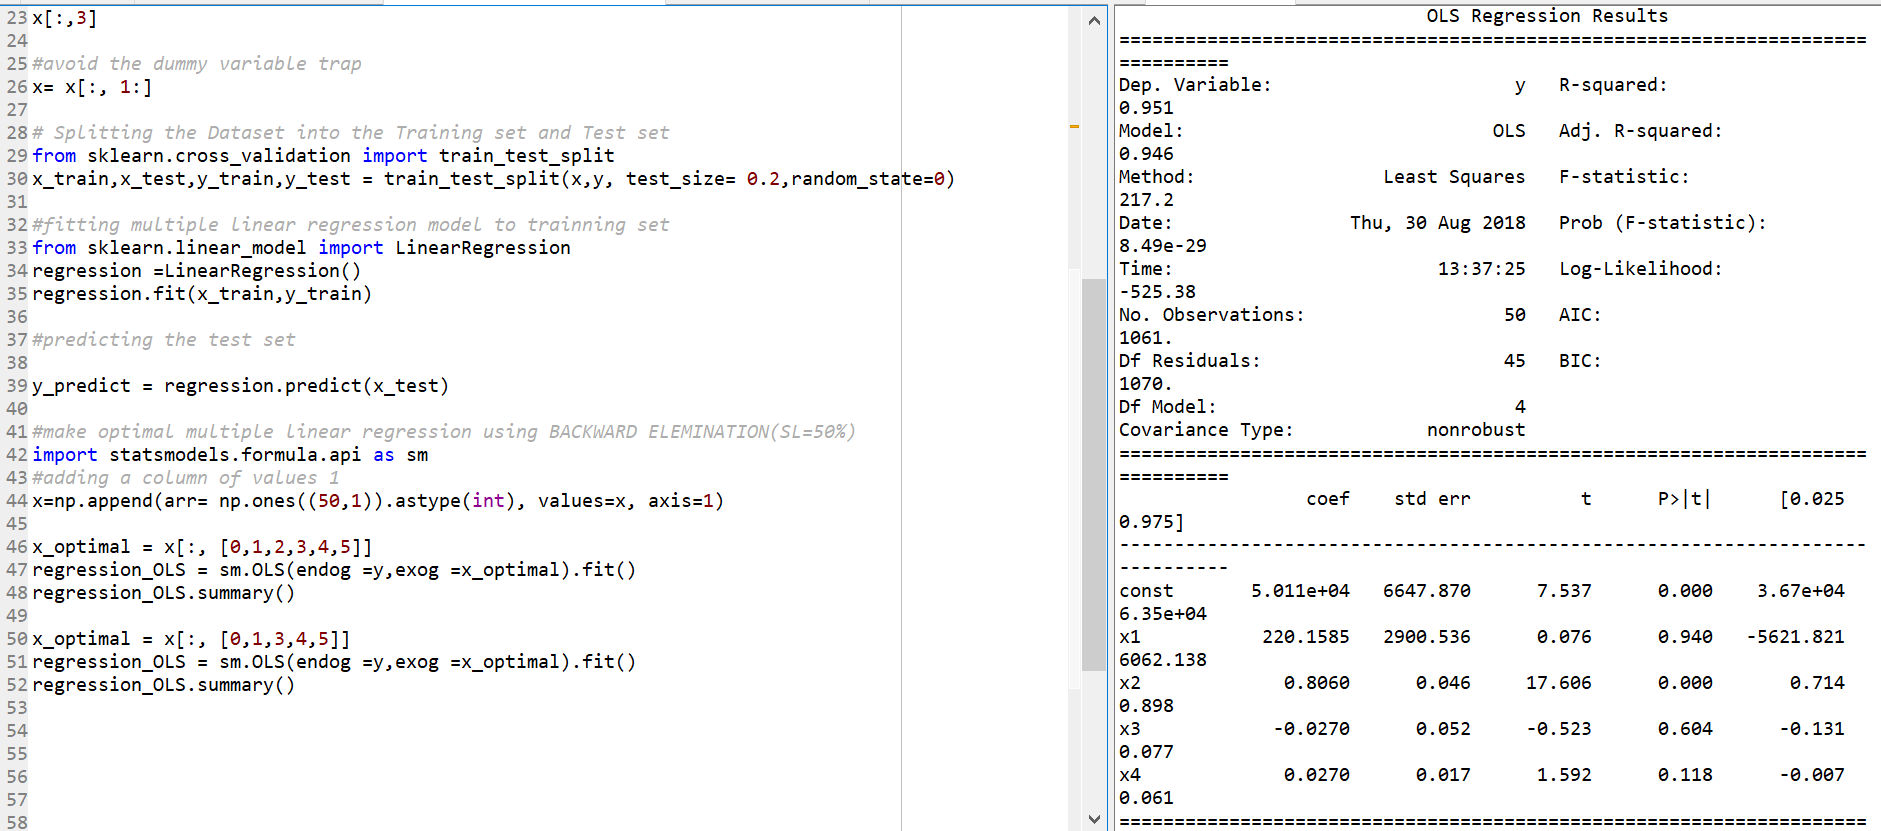 23 x[:,3]
24
25 #avoid the dummy variable trap
26 x= x[:, 1:]
27
28 # Splitting the Dataset into the Training set and Test set
29 from sklearn.cross_validation import train_test_split
30 x_train,x_test,y_train,y_test = train_test_split(x,y, test_size= 0.2,random_state=0)
31
32 #fitting multiple linear regression model to trainning set
33 from sklearn.linear_model import LinearRegression
34 regression =LinearRegression()
35 regression.fit(x_train,y_train)
36
37 #predicting the test set
38
39 y_predict = regression.predict(x_test)
40
41 #make optimal multiple linear regression using BACKWARD ELEMINATION(SL=50%)
42 import statsmodels.formula.api as sm
43 #adding a column of values 1
44 x=np.append(arr= np.ones((50,1)).astype(int), values=x, axis=1)
45
46 x_optimal = x[:, [0,1,2,3,4,5]]
47 regression_OLS = sm.OLS(endog =y,exog =x_optimal).fit()
48 regression_OLS.summary()
49
50 x_optimal = x[:, [0,1,3,4,5]]
51 regression_OLS = sm.OLS(endog =y,exog =x_optimal).fit()
52 regression_OLS.summary()
53
54
55
56
57
58
OLS Regression Results
====================================================================
==========
Dep. Variable: y R-squared:
0.951
Model: OLS Adj. R-squared:
0.946
Method: Least Squares F-statistic:
217.2
Date: Thu, 30 Aug 2018 Prob (F-statistic):
8.49e-29
Time: 13:37:25 Log-Likelihood:
-525.38
No. Observations: 50 AIC:
1061.
Df Residuals: 45 BIC:
1070.
Df Model: 4
Covariance Type: nonrobust
====================================================================
==========
coef std err t P>|t| [0.025
0.975]
--------------------------------------------------------------------
----------
const 5.011e+04 6647.870 7.537 0.000 3.67e+04
6.35e+04
x1 220.1585 2900.536 0.076 0.940 -5621.821
6062.138
x2 0.8060 0.046 17.606 0.000 0.714
0.898
x3 -0.0270 0.052 -0.523 0.604 -0.131
0.077
x4 0.0270 0.017 1.592 0.118 -0.007
0.061
====================================================================